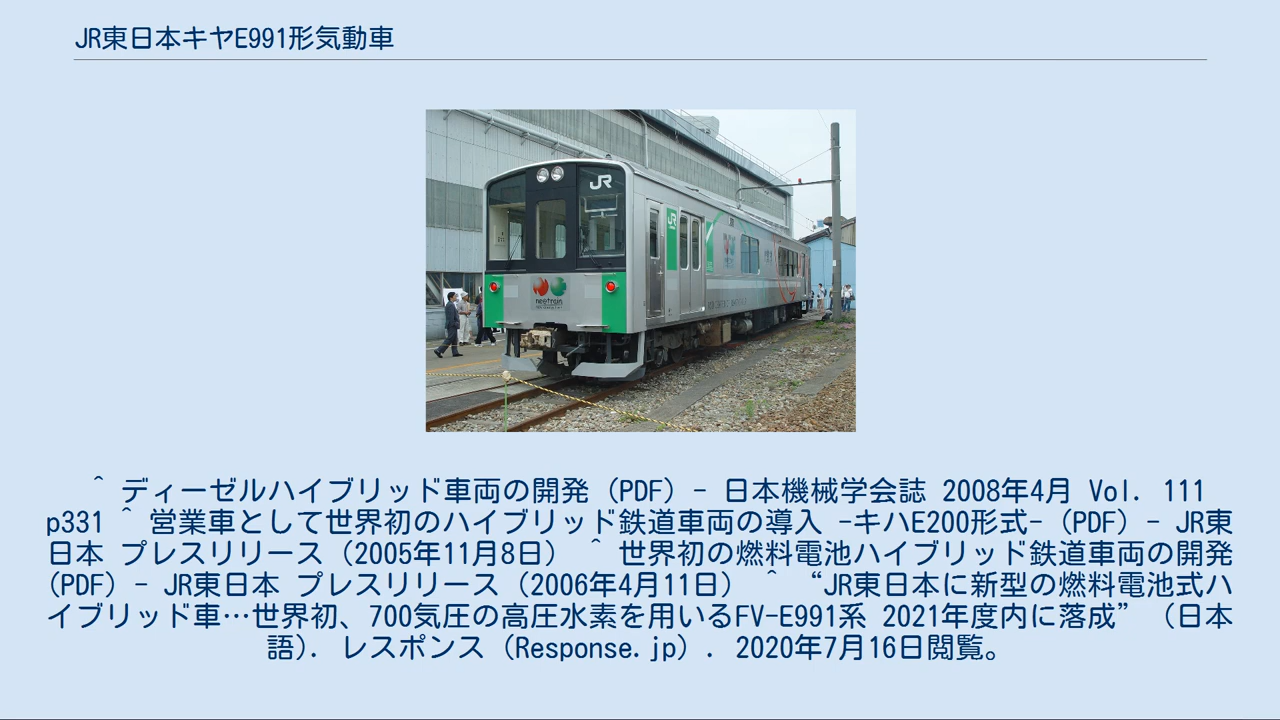 JR東日本キヤE991形気動車
JR
JR
neetrain
^ ディーゼルハイブリッド車両の開発 (PDF) - 日本機械学会誌 2008年4月 Vol. 111
p331 ^ 営業車として世界初のハイブリッド鉄道車両の導入 -キハE200形式- (PDF) - JR東
日本 プレスリリース (2005年11月8日) ^ 世界初の燃料電池ハイブリッド鉄道車両の開発
(PDF) - JR東日本 プレスリリース (2006年4月11日) ^ “JR東日本に新型の燃料電池式ハ
イブリッド車…世界初、700気圧の高圧水素を用いるFV-E991系 2021年度内に落成” (日本
語). レスポンス (Response.jp). 2020年7月16日閲覧。